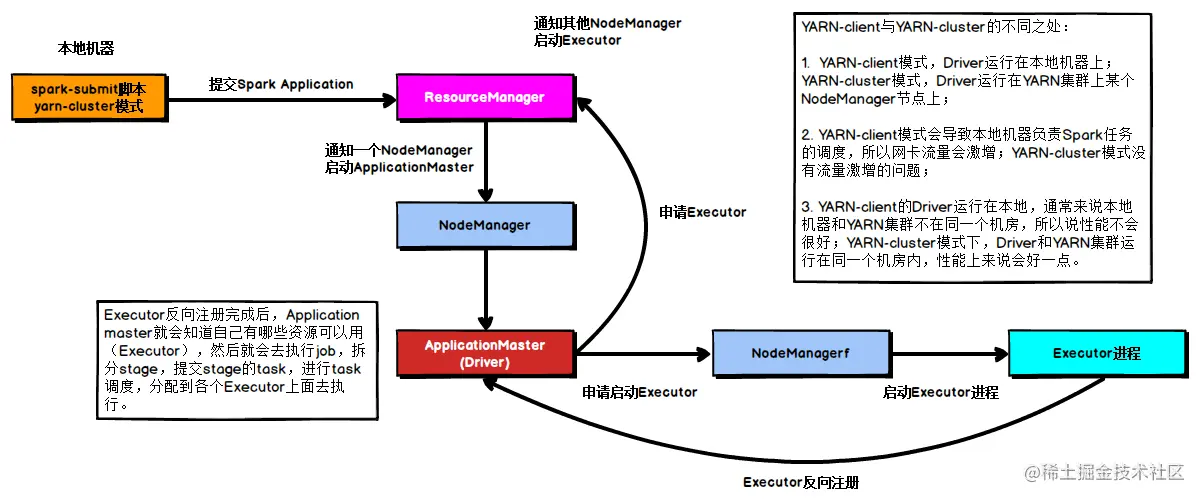 通知其他NodeManager
启动Executor
本地机器
spark-submit脚本
yarn-cluster模式
提交Spark Application
ResourceManager
通知一个NodeManager
启动ApplicationMaster
申请Executor
NodeManager
YARN-client与YARN-cluster的不同之处：
1. YARN-client模式，Driver运行在本地机器上；
YARN-cluster模式，Driver运行在YARN集群上某个
NodeManager节点上；
2. YARN-client模式会导致本地机器负责Spark任务
的调度，所以网卡流量会激增；YARN-cluster模式没
有流量激增的问题；
3. YARN-client的Driver运行在本地，通常来说本地
机器和YARN集群不在同一个机房，所以说性能不会
很好；YARN-cluster模式下，Driver和YARN集群运
行在同一个机房内，性能上来说会好一点。
Executor反向注册完成后，Application
master就会知道自己有哪些资源可以用
（Executor），然后就会去执行job，拆
分stage，提交stage的task，进行task
调度，分配到各个Executor上面去执
行。
ApplicationMaster
(Driver)
申请启动Executor
NodeManagerf
启动Executor进程
Executor进程
Executor反向注册
@稀土掘金技术社区